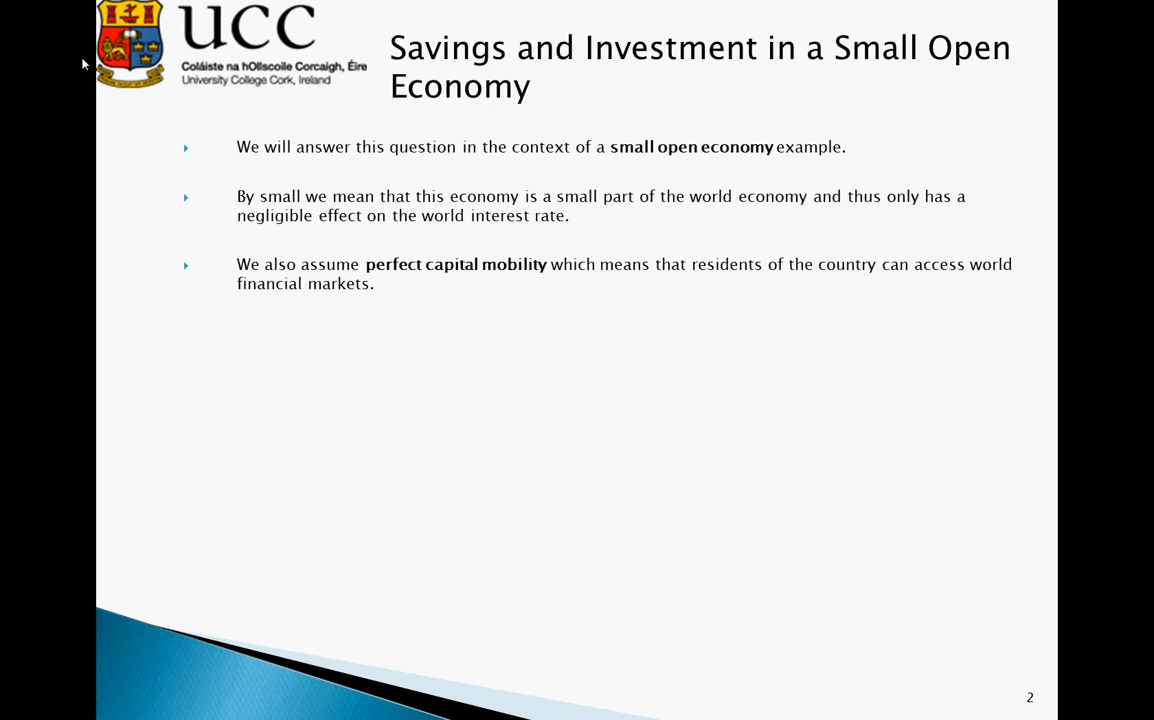 UCC
Coláiste na hOllscoile Corcaigh, Éire
University College Cork, Ireland
Savings and Investment in a Small Open
Economy
We will answer this question in the context of a small open economy example.
By small we mean that this economy is a small part of the world economy and thus only has a
negligible effect on the world interest rate.
We also assume perfect capital mobility which means that residents of the country can access world
financial markets.
2